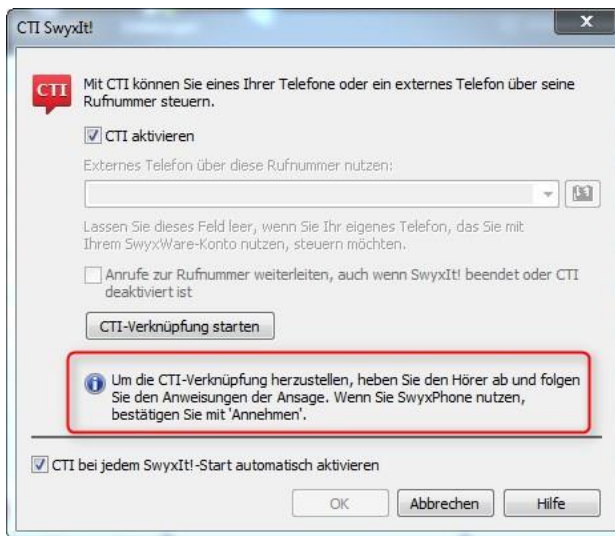 CTI SwyxIt!
x
CTI
Mit CTI können Sie eines Ihrer Telefone oder ein externes Telefon über seine
Rufnummer steuern.
CTI aktivieren
Externes Telefon über diese Rufnummer nutzen:
Lassen Sie dieses Feld leer, wenn Sie Ihr eigenes Telefon, das Sie mit
Ihrem SwyxWare-Konto nutzen, steuern möchten.
Anrufe zur Rufnummer weiterleiten, auch wenn SwyxIt! beendet oder CTI
deaktiviert ist
CTI-Verknüpfung starten
Um die CTI-Verknüpfung herzustellen, heben Sie den Hörer ab und folgen
Sie den Anweisungen der Ansage. Wenn Sie SwyxPhone nutzen,
bestätigen Sie mit 'Annehmen'.
CTI bei jedem SwyxIt!-Start automatisch aktivieren
OK Abbrechen Hilfe